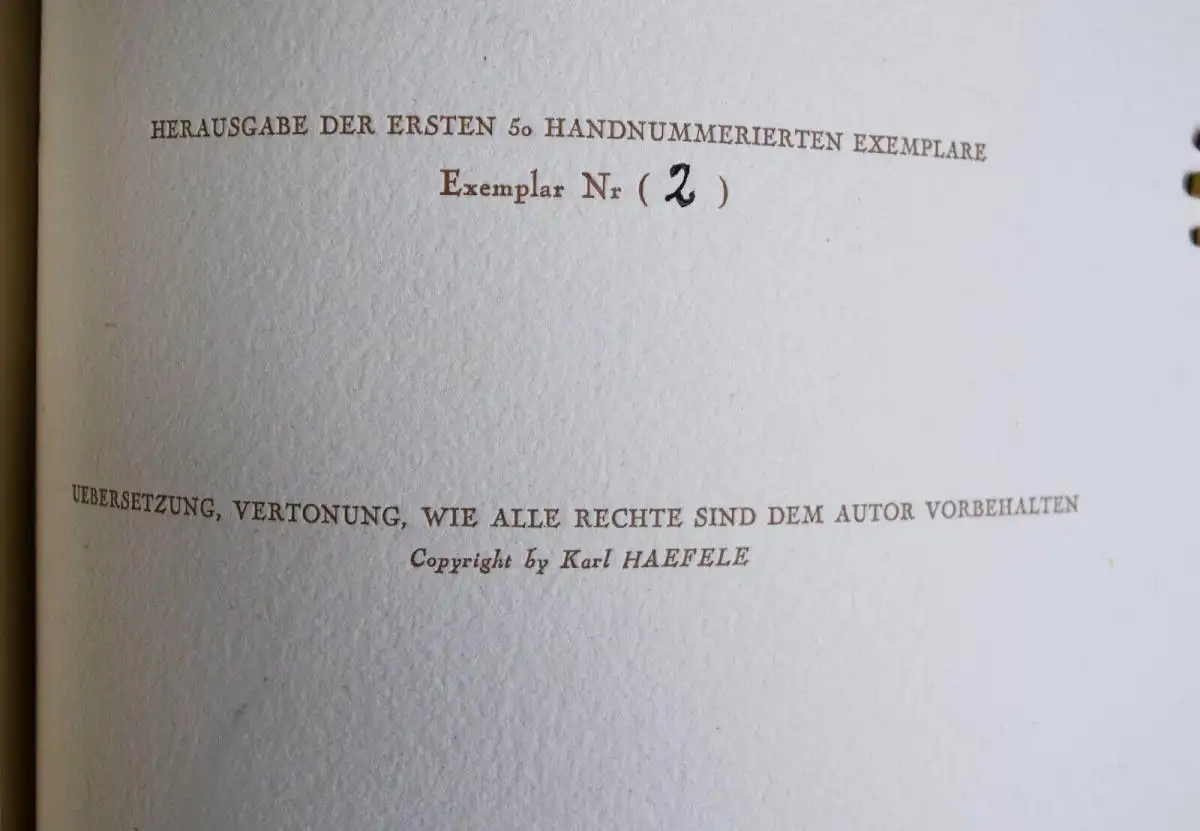 HERAUSGABE DER ERSTEN 50 HANDNUMMERIERTEN EXEMPLARE
Exemplar Nr ( 2 )
UEBERSETZUNG, VERTONUNG, WIE ALLE RECHTE SIND DEM AUTOR VORBEHALTEN
Copyright by Karl HAEFELE